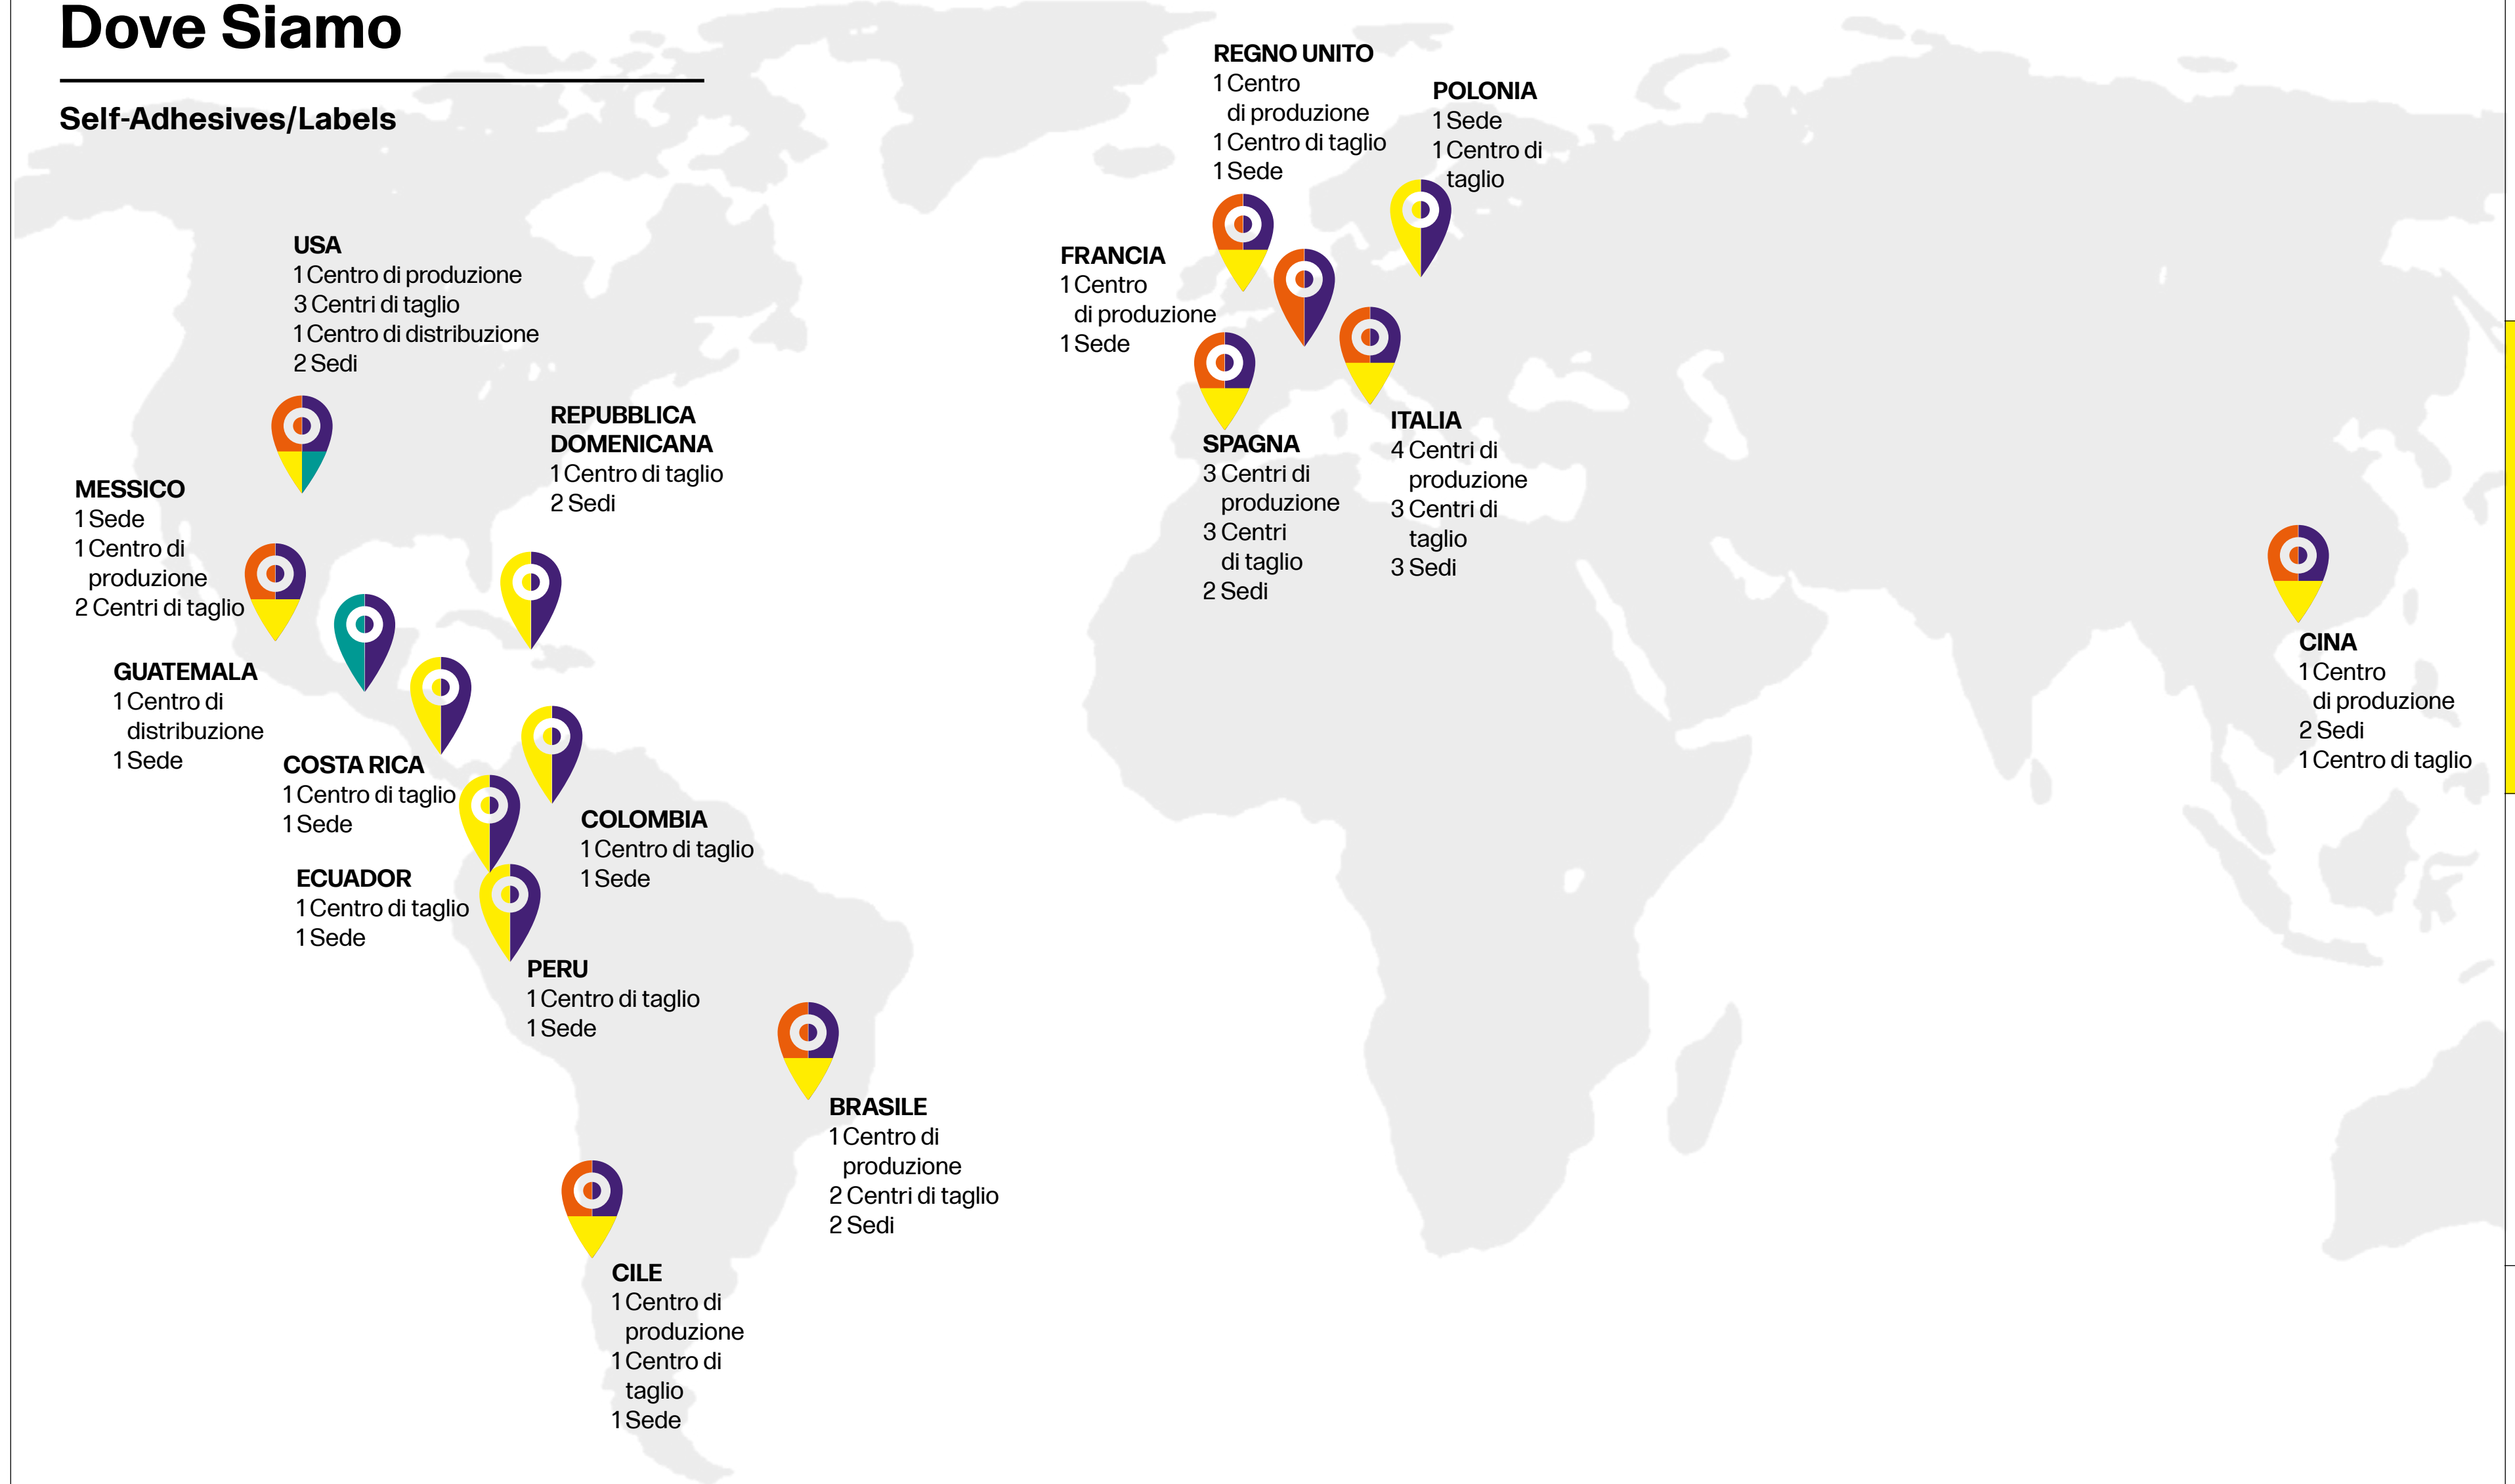 Dove Siamo
Self-Adhesives/Labels
USA
1 Centro di produzione
3 Centri di taglio
1 Centro di distribuzione
2 Sedi
REPUBBLICA
DOMENICANA
1 Centro di taglio
2 Sedi
MESSICO
1 Sede
1 Centro di
produzione
2 Centri di taglio
GUATEMALA
1 Centro di
distribuzione
1 Sede
COSTA RICA
1 Centro di taglio
1 Sede
COLOMBIA
1 Centro di taglio
1 Sede
ECUADOR
1 Centro di taglio
1 Sede
PERU
1 Centro di taglio
1 Sede
BRASILE
1 Centro di
produzione
2 Centri di taglio
2 Sedi
CILE
1 Centro di
produzione
1 Centro di
taglio
1 Sede
REGNO UNITO
1 Centro
di produzione
1 Centro di taglio
1 Sede
POLONIA
1 Sede
1 Centro di
taglio
FRANCIA
1 Centro
di produzione
1 Sede
SPAGNA
3 Centri di
produzione
3 Centri
di taglio
2 Sedi
ITALIA
4 Centri di
produzione
3 Centri di
taglio
3 Sedi
CINA
1 Centro
di produzione
2 Sedi
1 Centro di taglio